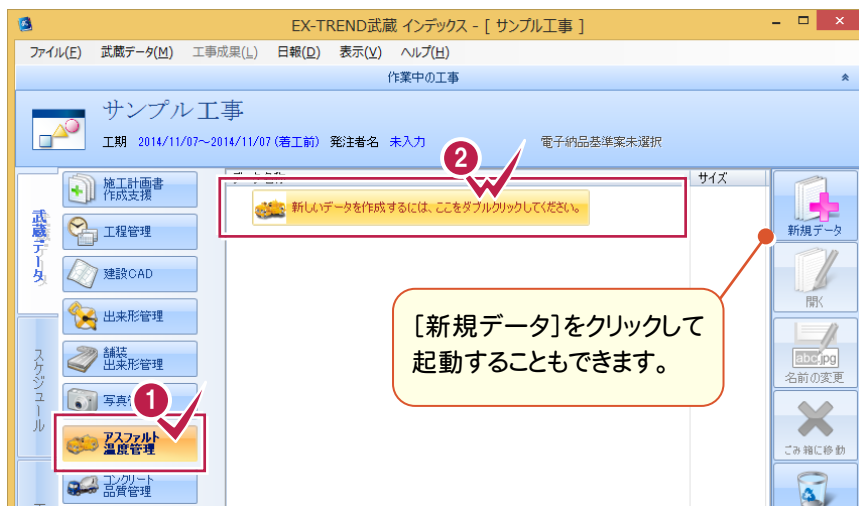 EX-TREND武蔵 インデックス - [ サンプル工事 ]
ファイル(F) 武蔵データ(M) 工事成果(L) 日報(D) 表示(V) ヘルプ(H)
作業中の工事
サンプル工事
工期 2014/11/07～2014/11/07 (着工前) 発注者名 未入力 電子納品基準案未選択
武蔵データ
スケジュール
施工計画書
作成支援
工程管理
建設CAD
出来形管理
舗装
出来形管理
写真
1
アスファルト
温度管理
コンクリート
品質管理
データ名称
サイズ
2
新しいデータを作成するには、ここをダブルクリックしてください。
[新規データ]をクリックして
起動することもできます。
新規データ
開く
abc.jpg
名前の変更
ごみ箱に移動